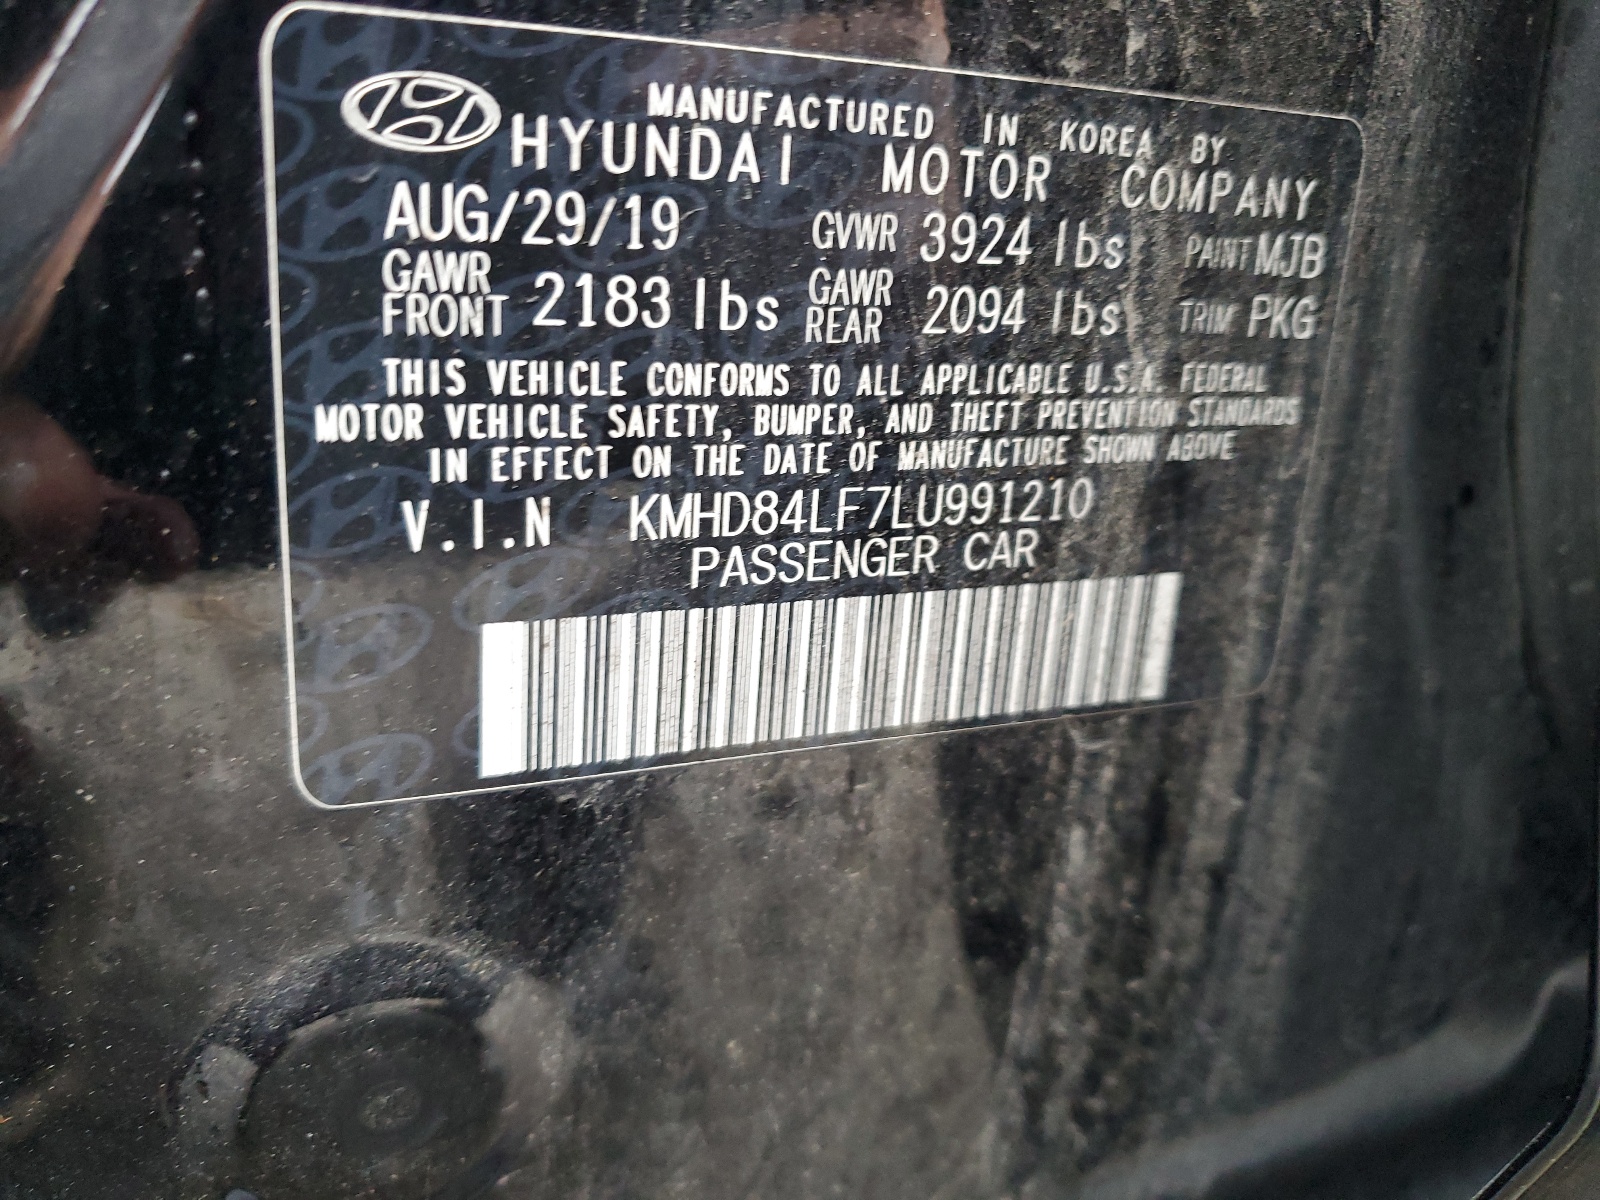 MANUFACTURED IN KOREA BY
HYUNDAI MOTOR COMPANY
AUG/29/19 GVWR 3924 lbs PAINT MJB
GAWR FRONT 2183 lbs GAWR REAR 2094 lbs TRIM PKG
THIS VEHICLE CONFORMS TO ALL APPLICABLE U.S.A. FEDERAL
MOTOR VEHICLE SAFETY, BUMPER, AND THEFT PREVENTION STANDARDS
IN EFFECT ON THE DATE OF MANUFACTURE SHOWN ABOVE
V.I.N KMHD84LF7LU991210
PASSENGER CAR